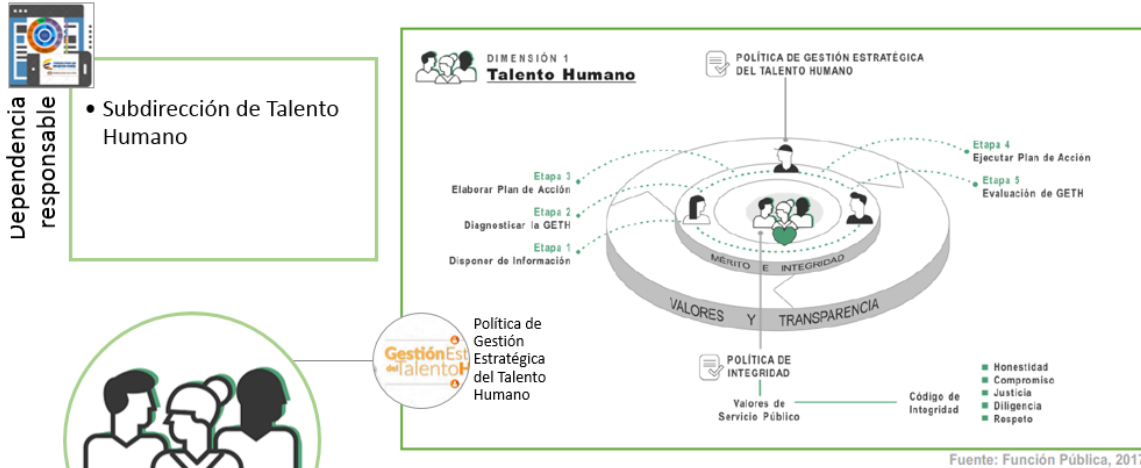 Dependencia
responsable
• Subdirección de Talento
Humano
DIMENSIÓN 1
Talento Humano
POLÍTICA DE GESTIÓN ESTRATÉGICA
DEL TALENTO HUMANO
Etapa 3
Elaborar Plan de Acción
Etapa 2
Diagnosticar la GETH
Etapa 1
Disponer de Información
Etapa 4
Ejecutar Plan de Acción
Etapa 5
Evaluación de GETH
MÉRITO E INTEGRIDAD
VALORES Y TRANSPARENCIA
POLÍTICA DE
INTEGRIDAD
Valores de
Servicio Público
Código de
Integridad
Honestidad
Compromiso
Justicia
Diligencia
Respeto
GestiónEst
delTalentoH
Política de
Gestión
Estratégica
del Talento
Humano
Fuente: Función Pública, 2017